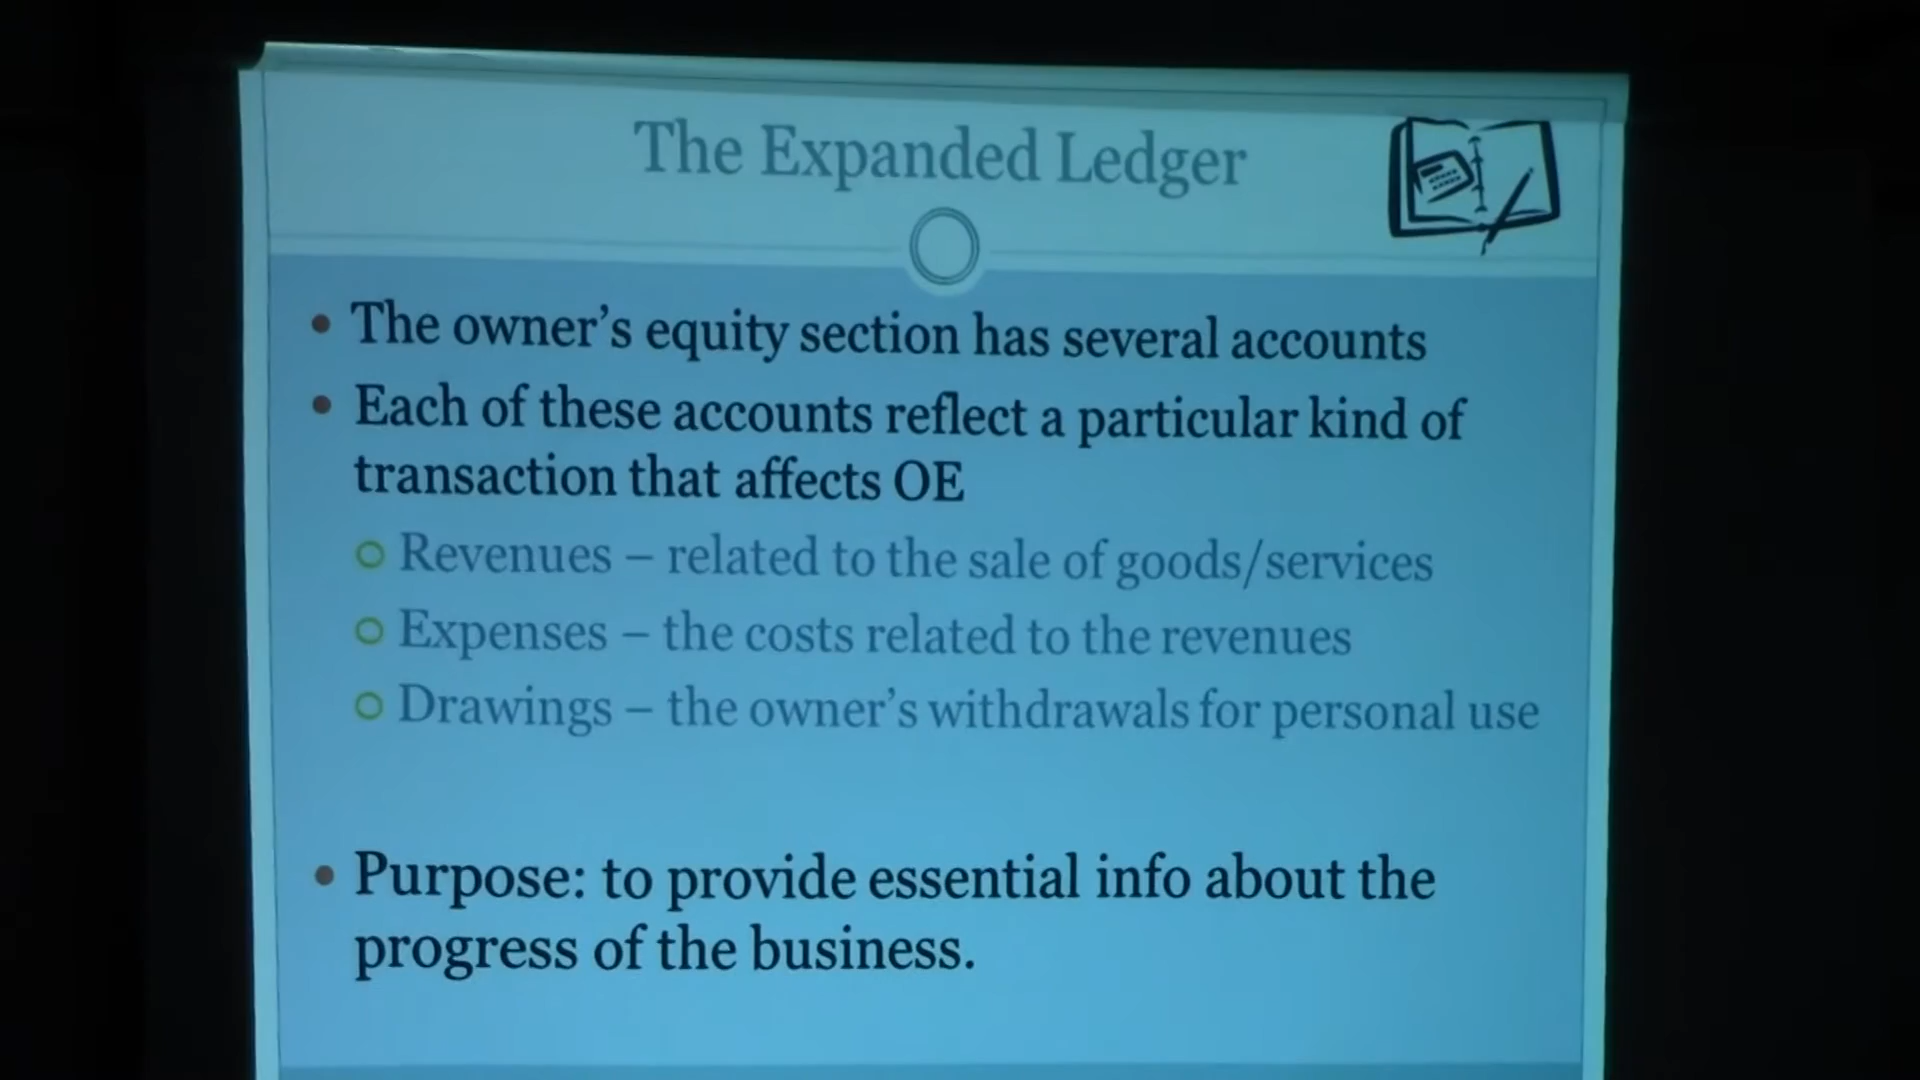 The Expanded Ledger
• The owner's equity section has several accounts
• Each of these accounts reflect a particular kind of
transaction that affects OE
○ Revenues – related to the sale of goods/services
○ Expenses – the costs related to the revenues
○ Drawings – the owner's withdrawals for personal use
• Purpose: to provide essential info about the
progress of the business.